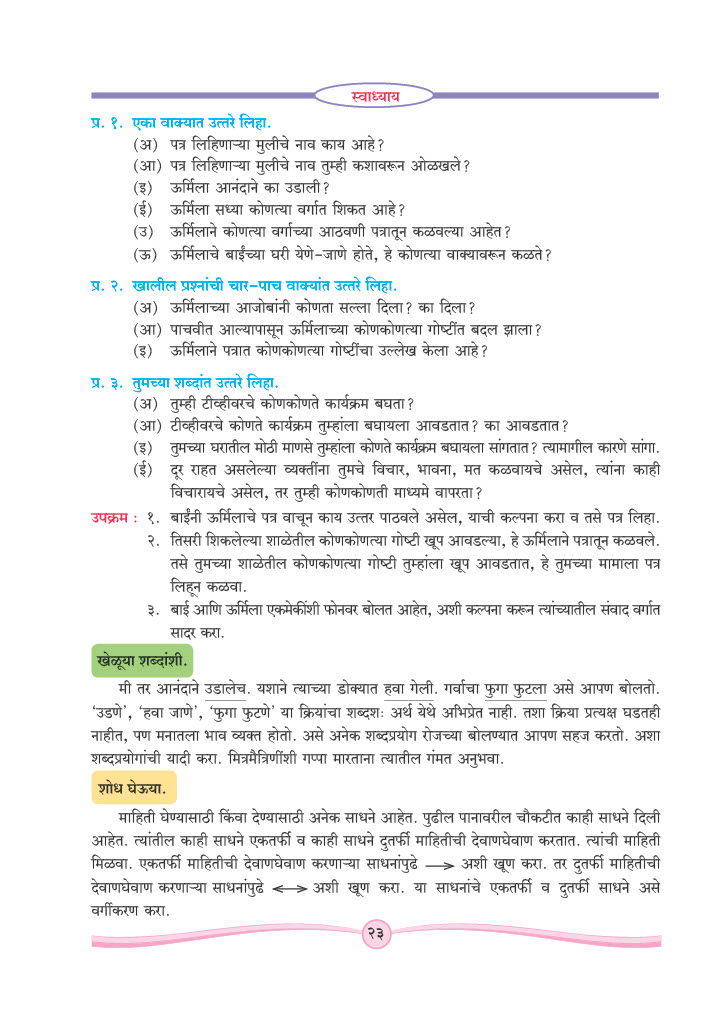 स्वाध्याय
प्र. १. एका वाक्यात उत्तरे लिहा.
(अ) पत्र लिहिणाऱ्या मुलीचे नाव काय आहे?
(आ) पत्र लिहिणाऱ्या मुलीचे नाव तुम्ही कशावरून ओळखले?
(इ) ऊर्मिला आनंदाने का उडाली?
(ई) ऊर्मिला सध्या कोणत्या वर्गात शिकत आहे?
(उ) ऊर्मिलाने कोणत्या वर्गाच्या आठवणी पत्रातून कळवल्या आहेत?
(ऊ) ऊर्मिलाचे बाईंच्या घरी येणे-जाणे होते, हे कोणत्या वाक्यावरून कळते?
प्र. २. खालील प्रश्नांची चार-पाच वाक्यांत उत्तरे लिहा.
(अ) ऊर्मिलाच्या आजोबांनी कोणता सल्ला दिला? का दिला?
(आ) पाचवीत आल्यापासून ऊर्मिलाच्या कोणकोणत्या गोष्टींत बदल झाला?
(इ) ऊर्मिलाने पत्रात कोणकोणत्या गोष्टींचा उल्लेख केला आहे?
प्र. ३. तुमच्या शब्दांत उत्तरे लिहा.
(अ) तुम्ही टीव्हीवरचे कोणकोणते कार्यक्रम बघता?
(आ) टीव्हीवरचे कोणते कार्यक्रम तुम्हांला बघायला आवडतात? का आवडतात?
(इ) तुमच्या घरातील मोठी माणसे तुम्हांला कोणते कार्यक्रम बघायला सांगतात? त्यामागील कारणे सांगा.
(ई) दूर राहत असलेल्या व्यक्तींना तुमचे विचार, भावना, मत कळवायचे असेल, त्यांना काही
विचारायचे असेल, तर तुम्ही कोणकोणती माध्यमे वापरता?
उपक्रम : १. बाईंनी ऊर्मिलाचे पत्र वाचून काय उत्तर पाठवले असेल, याची कल्पना करा व तसे पत्र लिहा.
२. तिसरी शिकलेल्या शाळेतील कोणकोणत्या गोष्टी खूप आवडल्या, हे ऊर्मिलाने पत्रातून कळवले.
तसे तुमच्या शाळेतील कोणकोणत्या गोष्टी तुम्हांला खूप आवडतात, हे तुमच्या मामाला पत्र
लिहून कळवा.
३. बाई आणि ऊर्मिला एकमेकींशी फोनवर बोलत आहेत, अशी कल्पना करून त्यांच्यातील संवाद वर्गात
सादर करा.
खेळूया शब्दांशी.
मी तर आनंदाने उडालेच. यशाने त्याच्या डोक्यात हवा गेली. गर्वाचा फुगा फुटला असे आपण बोलतो.
‘उडणे’, ‘हवा जाणे’, ‘फुगा फुटणे’ या क्रियांचा शब्दशः अर्थ येथे अभिप्रेत नाही. तशा क्रिया प्रत्यक्ष घडतही
नाहीत, पण मनातला भाव व्यक्त होतो. असे अनेक शब्दप्रयोग रोजच्या बोलण्यात आपण सहज करतो. अशा
शब्दप्रयोगांची यादी करा. मित्रमैत्रिणींशी गप्पा मारताना त्यातील गंमत अनुभवा.
शोध घेऊया.
माहिती घेण्यासाठी किंवा देण्यासाठी अनेक साधने आहेत. पुढील पानावरील चौकटीत काही साधने दिली
आहेत. त्यांतील काही साधने एकतर्फी व काही साधने दुतर्फी माहितीची देवाणघेवाण करतात. त्यांची माहिती
मिळवा. एकतर्फी माहितीची देवाणघेवाण करणाऱ्या साधनांपुढे → अशी खूण करा. तर दुतर्फी माहितीची
देवाणघेवाण करणाऱ्या साधनांपुढे ↔ अशी खूण करा. या साधनांचे एकतर्फी व दुतर्फी साधने असे
वर्गीकरण करा.
२३